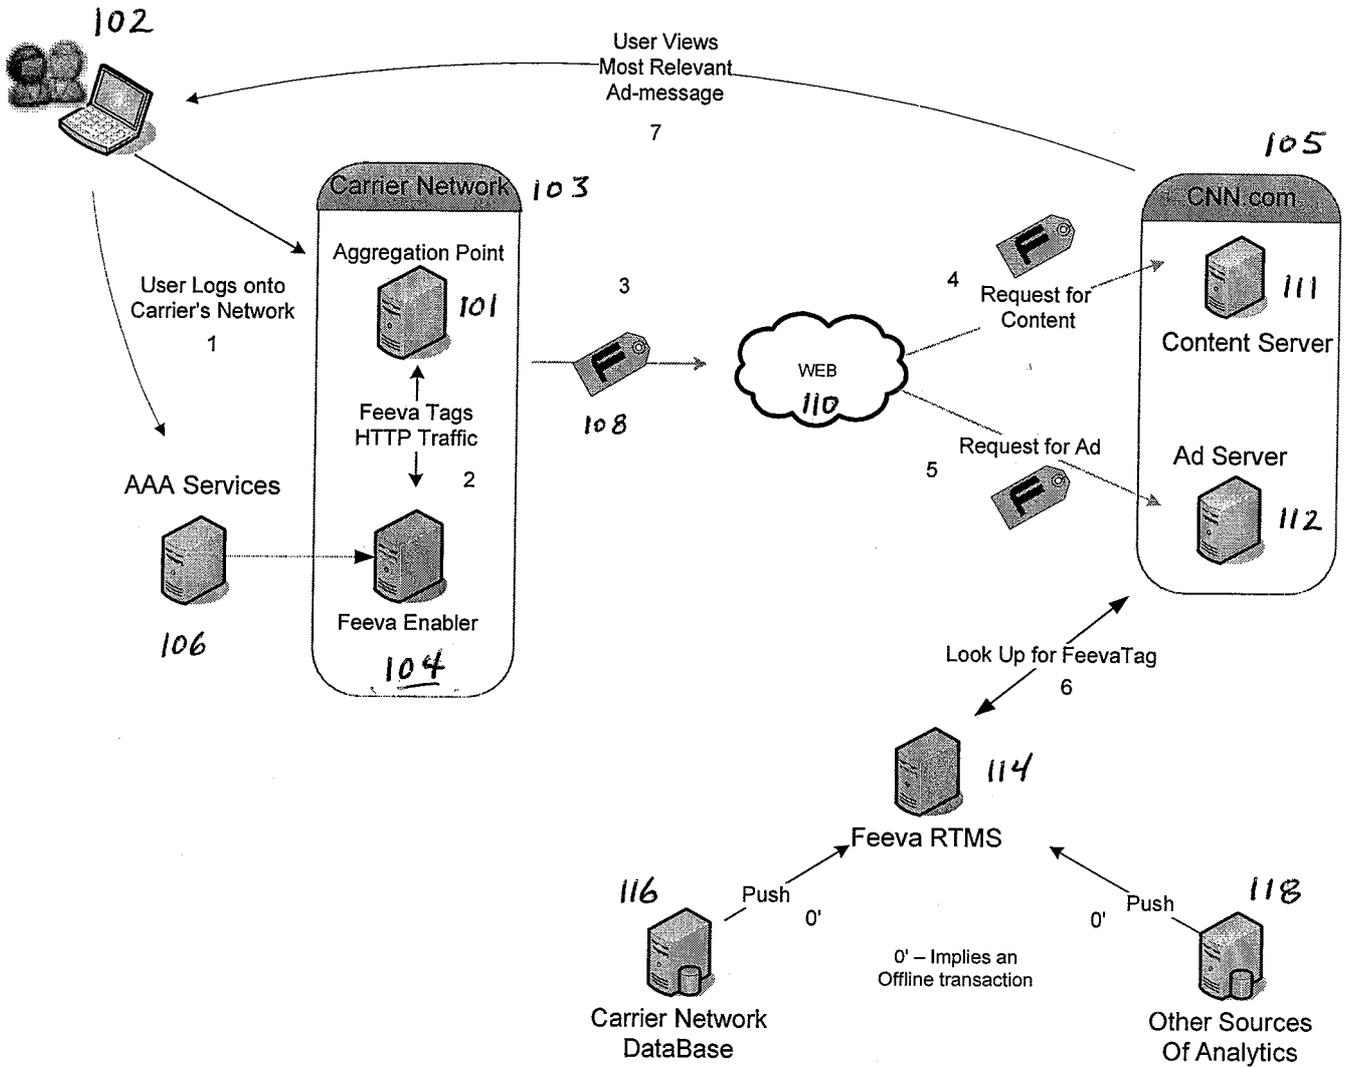 102
User Views
Most Relevant
Ad-message
7
105
Carrier Network
103
CNN.com
Aggregation Point
101
User Logs onto
Carrier's Network
1
3
F
108
4
F
Request for
Content
111
Content Server
WEB
110
Feeva Tags
HTTP Traffic
2
Request for Ad
5
F
Ad Server
112
AAA Services
106
Feeva Enabler
104
Look Up for FeevaTag
6
114
Feeva RTMS
116
Push
0'
118
Push
0'
0' – Implies an
Offline transaction
Carrier Network
DataBase
Other Sources
Of Analytics